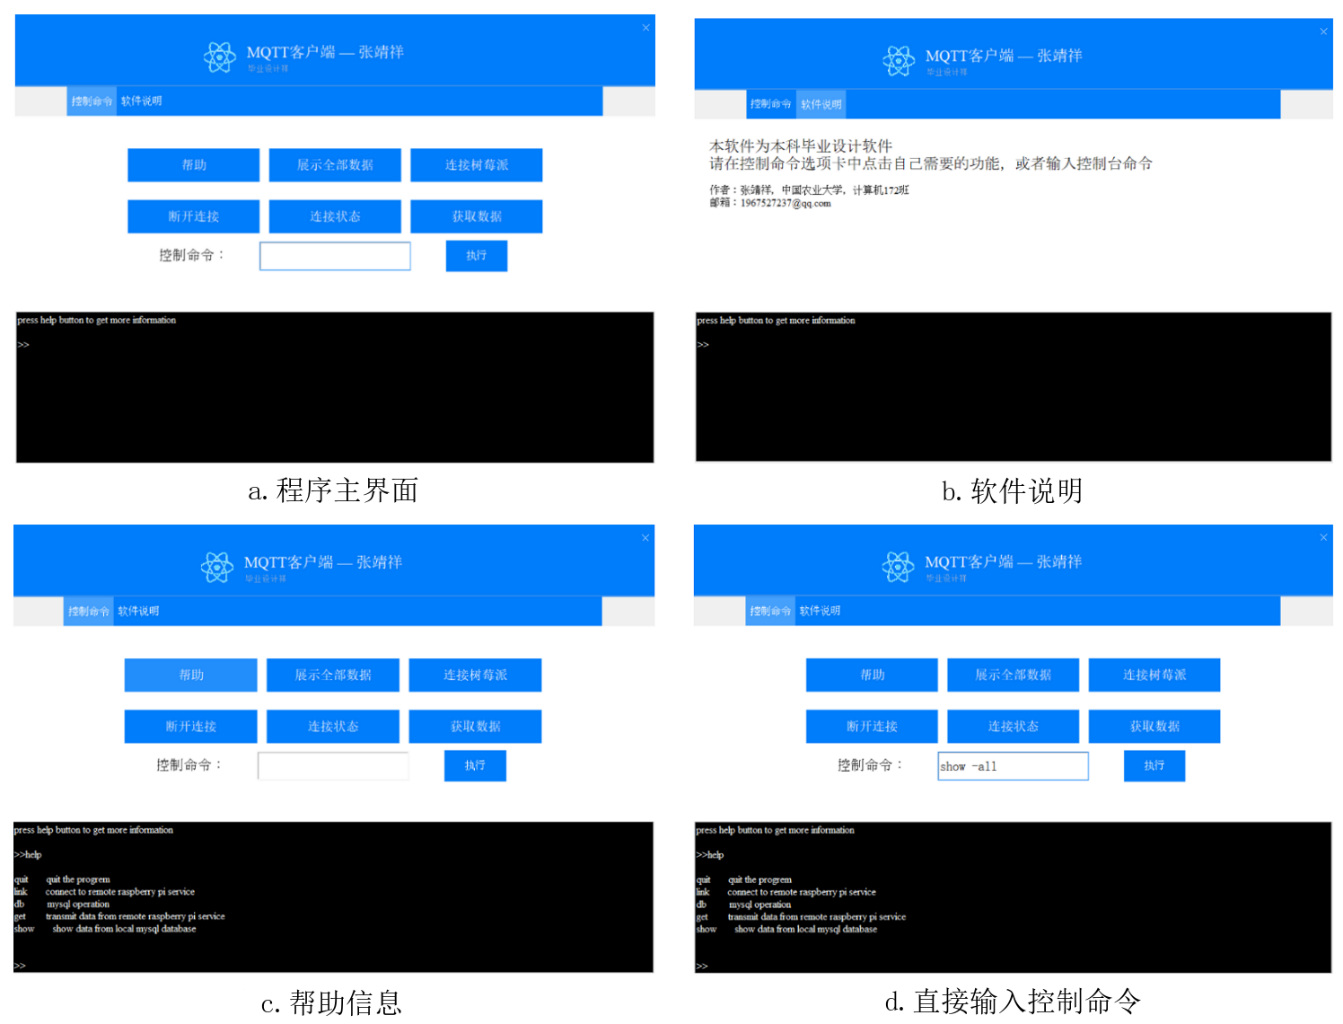 ×
MQTT客户端 — 张靖祥
控制命令 软件说明
帮助 展示全部数据 连接树莓派
断开连接 连接状态 获取数据
控制命令： 执行
press help button to get more information
>>
a. 程序主界面
×
MQTT客户端 — 张靖祥
控制命令 软件说明
本软件为本科毕业设计软件
请在控制命令选项卡中点击自己需要的功能，或者输入控制台命令
作者：张靖祥，中国农业大学，计算机172班
邮箱：1967527237@qq.com
press help button to get more information
>>
b. 软件说明
×
MQTT客户端 — 张靖祥
控制命令 软件说明
帮助 展示全部数据 连接树莓派
断开连接 连接状态 获取数据
控制命令： 执行
press help button to get more information
>>help
quit quit the progrem
link connect to remote raspberry pi service
db mysql operation
get transmit data from remote raspberry pi service
show show data from local mysql database
>>
c. 帮助信息
×
MQTT客户端 — 张靖祥
控制命令 软件说明
帮助 展示全部数据 连接树莓派
断开连接 连接状态 获取数据
控制命令： show -all 执行
press help button to get more information
>>help
quit quit the progrem
link connect to remote raspberry pi service
db mysql operation
get transmit data from remote raspberry pi service
show show data from local mysql database
>>
d. 直接输入控制命令